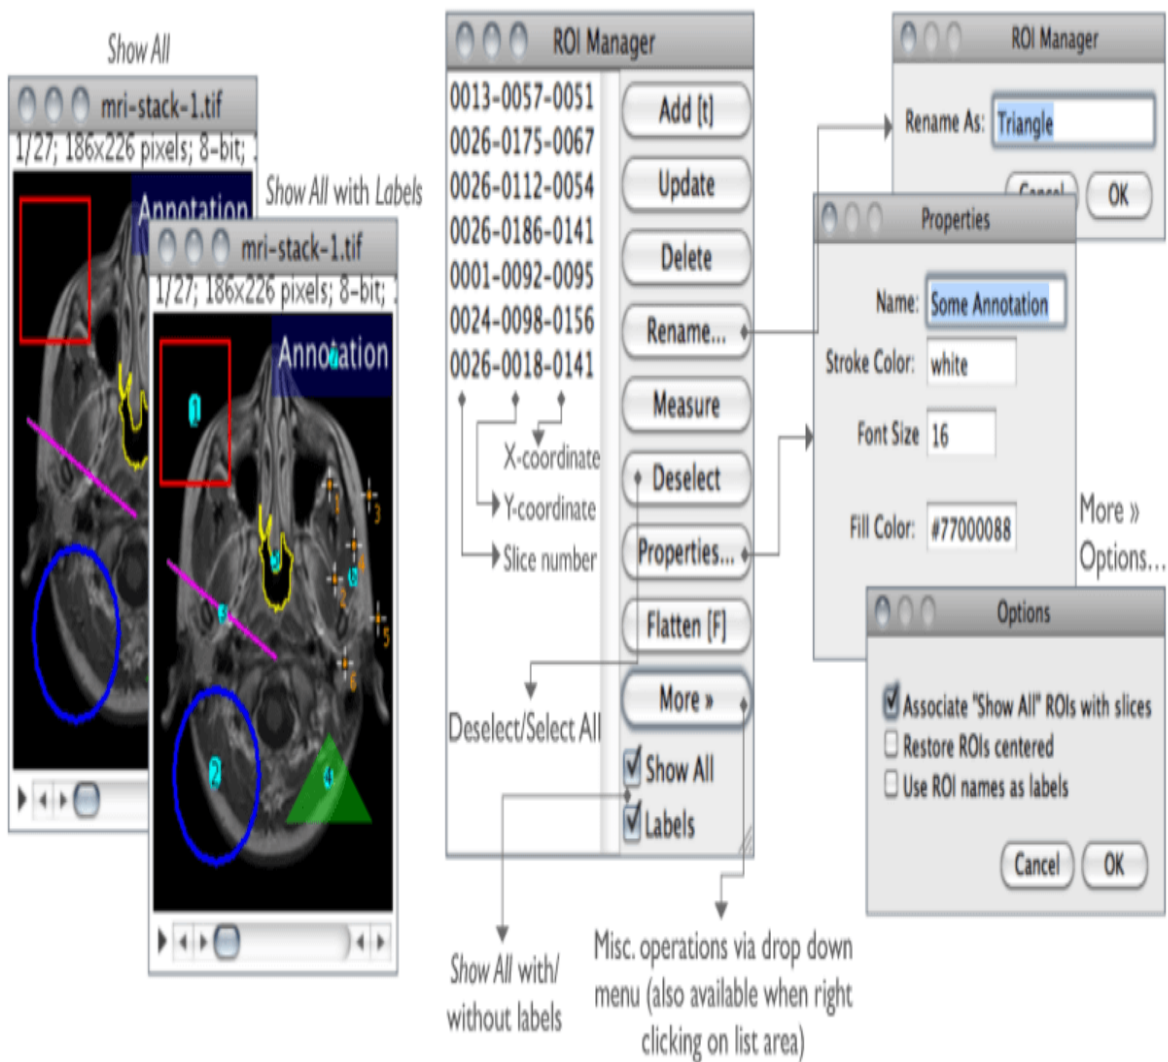 Show All
mri-stack-1.tif
1/27; 186x226 pixels; 8-bit;
Annotation
Show All with Labels
mri-stack-1.tif
1/27; 186x226 pixels; 8-bit;
Annotation
1
2
4
1
3
2
5
6
ROI Manager
0013-0057-0051
0026-0175-0067
0026-0112-0054
0026-0186-0141
0001-0092-0095
0024-0098-0156
0026-0018-0141
X-coordinate
Y-coordinate
Slice number
Deselect/Select All
Add [t]
Update
Delete
Rename...
Measure
Deselect
Properties...
Flatten [F]
More »
Show All
Labels
Show All with/
without labels
Misc. operations via drop down
menu (also available when right
clicking on list area)
ROI Manager
Rename As: Triangle
Cancel OK
Properties
Name: Some Annotation
Stroke Color: white
Font Size 16
Fill Color: #77000088
More »
Options...
Options
Associate "Show All" ROIs with slices
Restore ROIs centered
Use ROI names as labels
Cancel OK